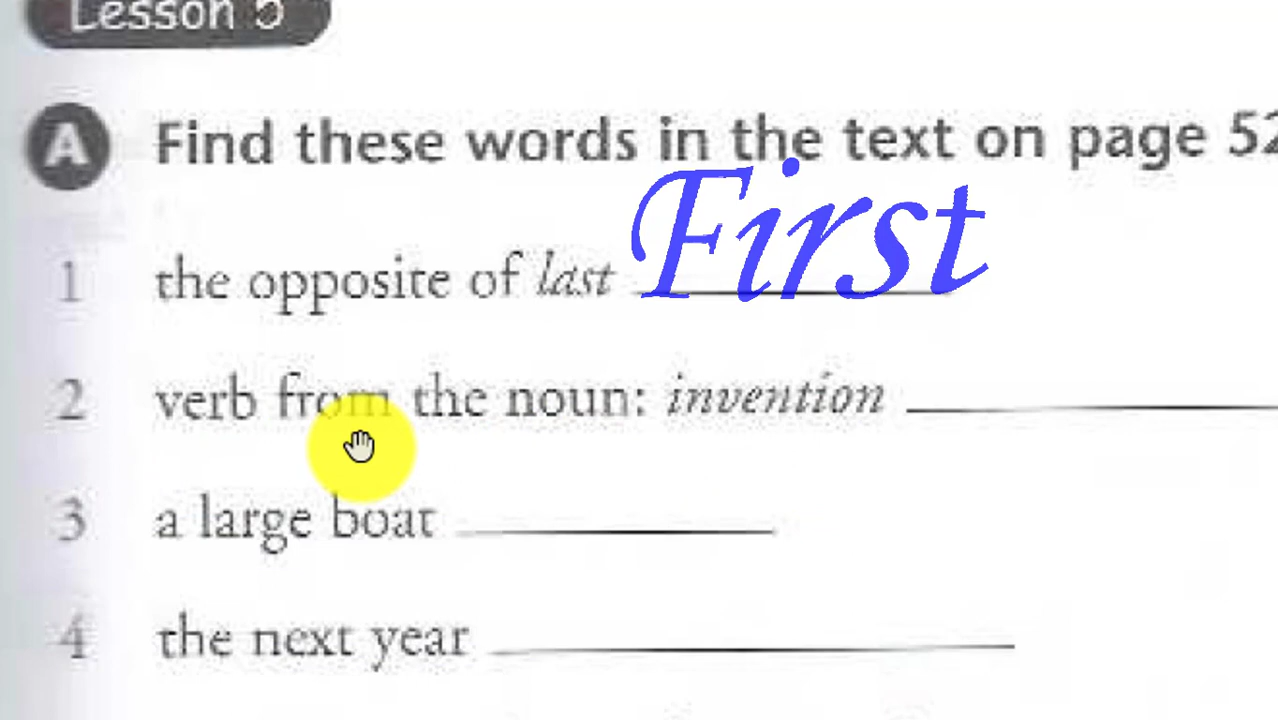 Lesson 5
A Find these words in the text on page 52
1 the opposite of last First
2 verb from the noun: invention
3 a large boat
4 the next year